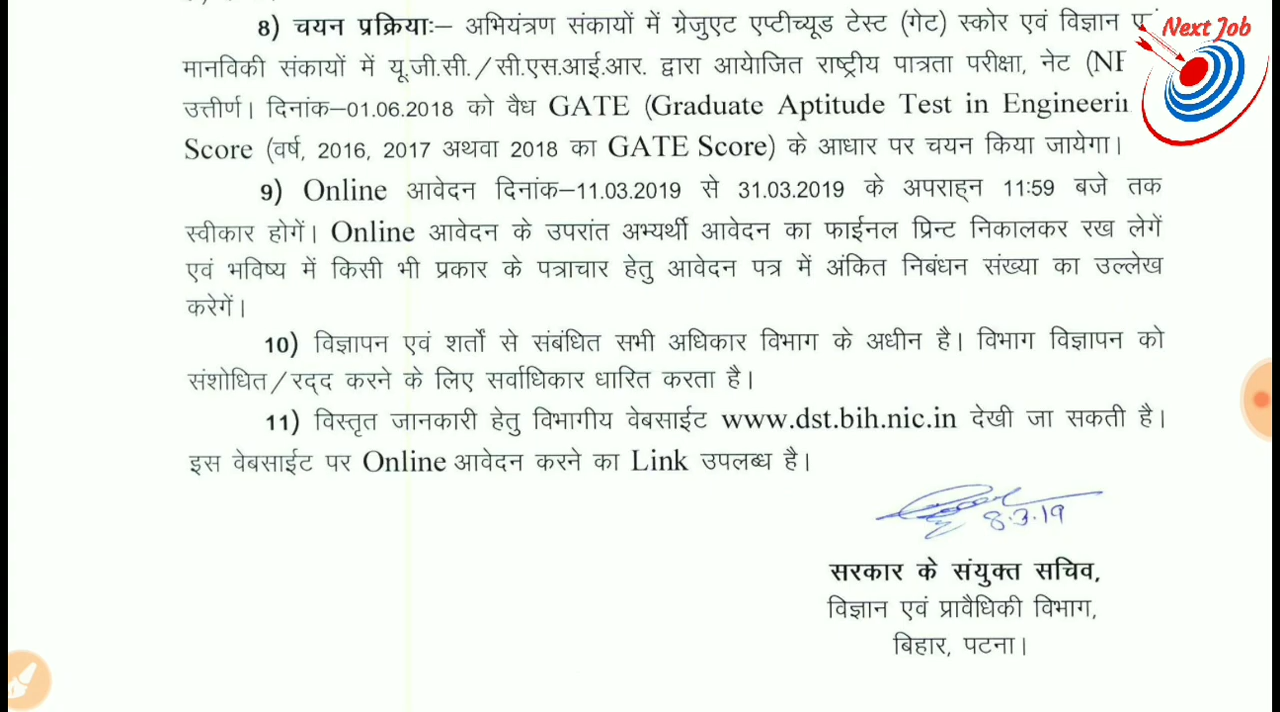 8) चयन प्रक्रियाः– अभियंत्रण संकायों में ग्रेजुएट एप्टीच्यूड टेस्ट (गेट) स्कोर एवं विज्ञान
मानविकी संकायों में यू.जी.सी./सी.एस.आई.आर. द्वारा आयेाजित राष्ट्रीय पात्रता परीक्षा, नेट
उत्तीर्ण। दिनांक–01.06.2018 को वैध GATE (Graduate Aptitude Test in
Score (वर्ष, 2016, 2017 अथवा 2018 का GATE Score) के आधार पर चयन किया जायेगा।
9) Online आवेदन दिनांक–11.03.2019 से 31.03.2019 के अपराह्न 11:59 बजे तक
स्वीकार होगें। Online आवेदन के उपरांत अभ्यर्थी आवेदन का फाईनल प्रिन्ट निकालकर रख लेगें
एवं भविष्य में किसी भी प्रकार के पत्राचार हेतु आवेदन पत्र में अंकित निबंधन संख्या का उल्लेख
करेगें।
10) विज्ञापन एवं शर्तों से संबंधित सभी अधिकार विभाग के अधीन है। विभाग विज्ञापन को
संशोधित/रद्द करने के लिए सर्वाधिकार धारित करता है।
11) विस्तृत जानकारी हेतु विभागीय वेबसाईट www.dst.bih.nic.in देखी जा सकती है।
इस वेबसाईट पर Online आवेदन करने का Link उपलब्ध है।
8.3.19
सरकार के संयुक्त सचिव,
विज्ञान एवं प्रावैधिकी विभाग,
बिहार, पटना।
Next Job